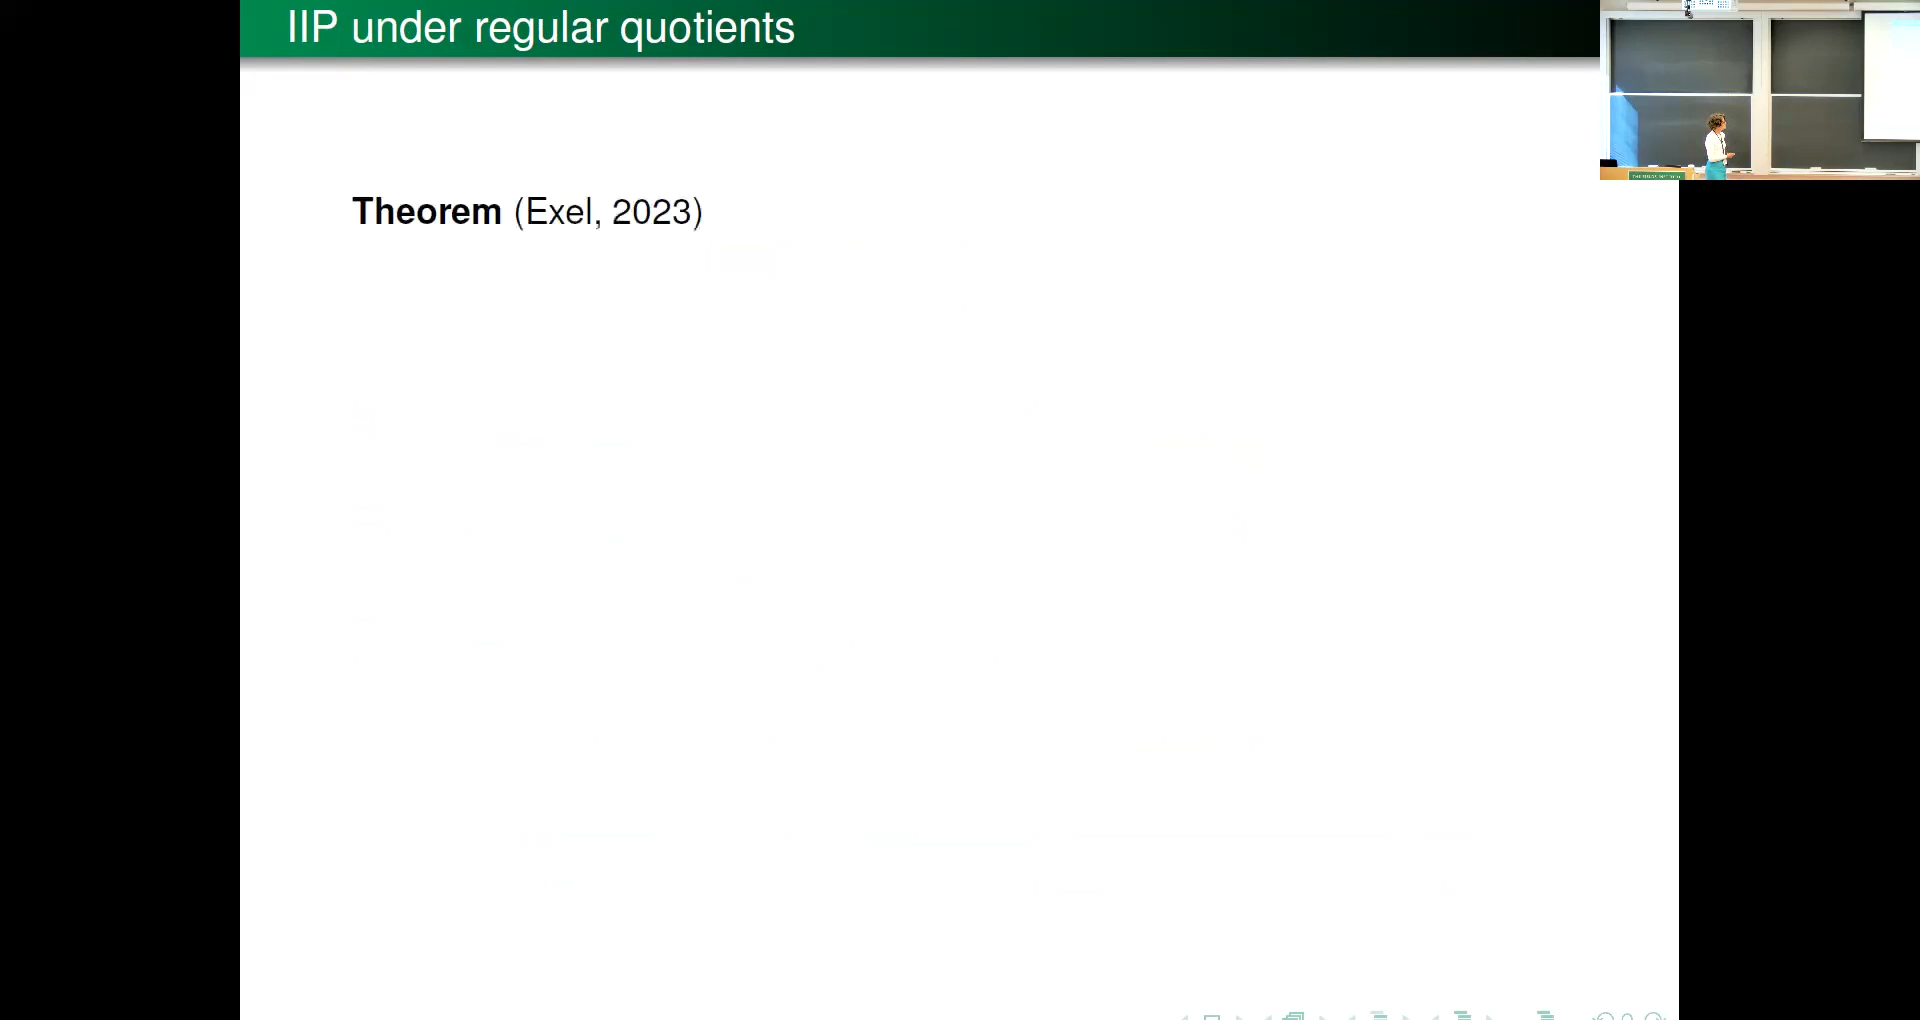 IIP under regular quotients
Theorem (Exel, 2023)